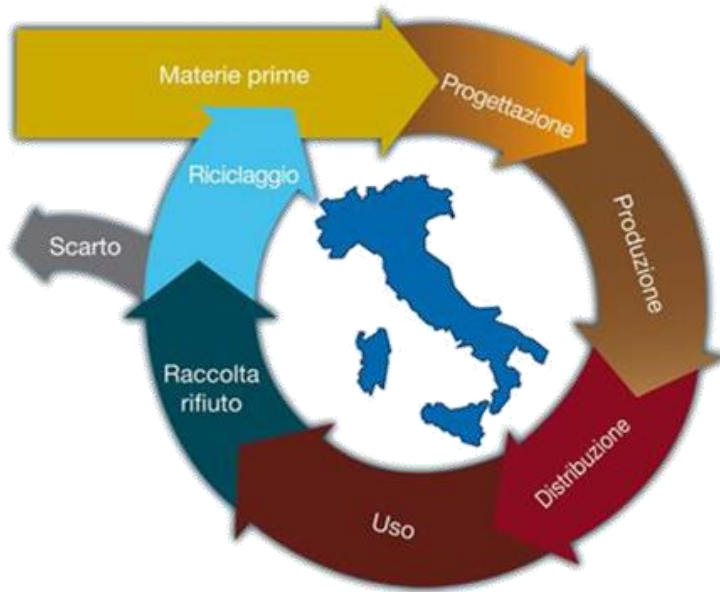 Materie prime
Progettazione
Produzione
Distribuzione
Uso
Raccolta
rifiuto
Riciclaggio
Scarto